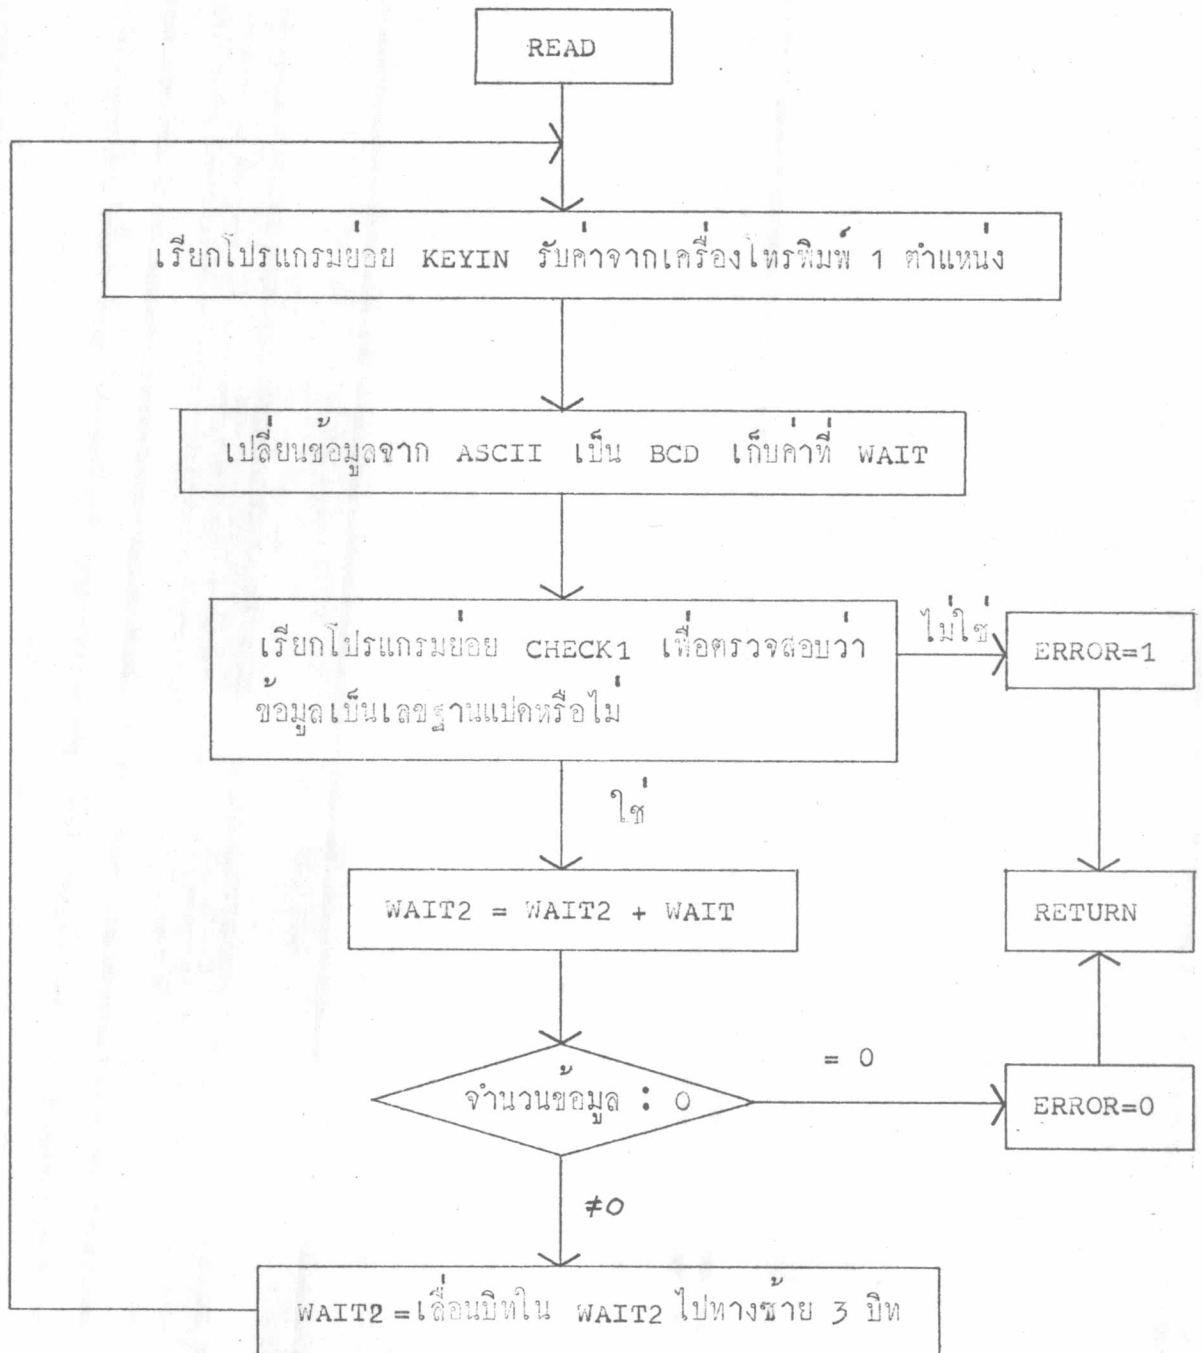 READ
เรียกโปรแกรมย่อย KEYIN รับค่าจากเครื่องโทรพิมพ์ 1 ตำแหน่ง
เปลี่ยนข้อมูลจาก ASCII เป็น BCD เก็บค่าที่ WAIT
เรียกโปรแกรมย่อย CHECK1 เพื่อตรวจสอบว่า
ข้อมูลเป็นเลขฐานแปดหรือไม่
ไม่ใช่
ERROR=1
ใช่
WAIT2 = WAIT2 + WAIT
RETURN
จำนวนข้อมูล : 0
= 0
ERROR=0
≠0
WAIT2 =เลื่อนบิทใน WAIT2 ไปทางซ้าย 3 บิท